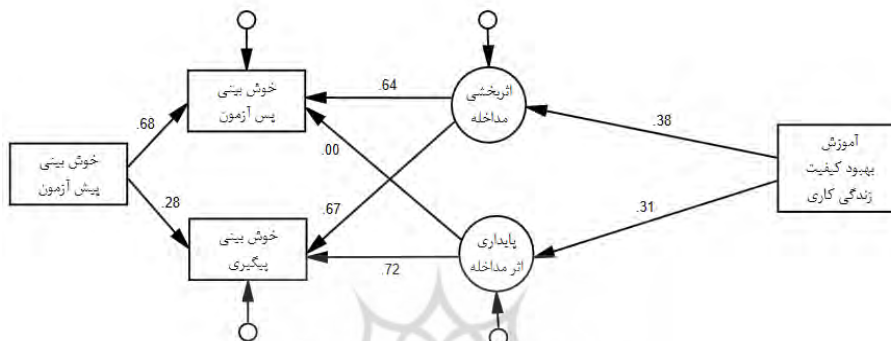 آموزش
بهبود کیفیت
زندگی کاری
.38
.31
اثربخشی
مداخله
پایداری
اثر مداخله
.64
.00
.67
.72
خوش بینی
پس آزمون
خوش بینی
پیگیری
.68
.28
خوش بینی
پیش آزمون